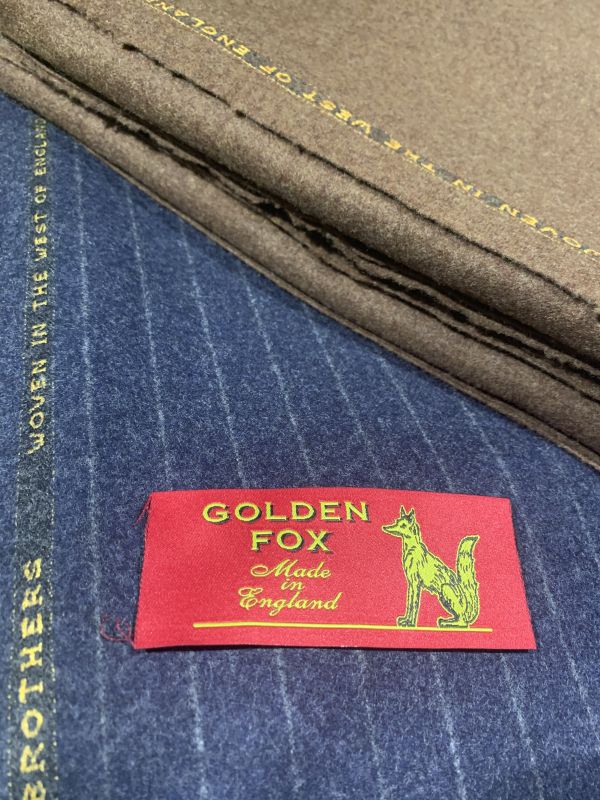 WOVEN IN THE WEST OF ENGLAND
WOVEN IN THE WEST OF ENGLAND
BROTHERS
GOLDEN
FOX
Made
in
England